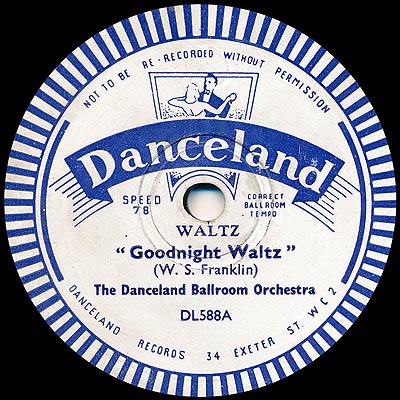 NOT TO BE RE-RECORDED WITHOUT PERMISSION
Danceland
SPEED
78
CORRECT
BALLROOM
TEMPO
WALTZ
"Goodnight Waltz"
(W. S. Franklin)
The Danceland Ballroom Orchestra
DL588A
DANCELAND RECORDS 34 EXETER ST. W C 2